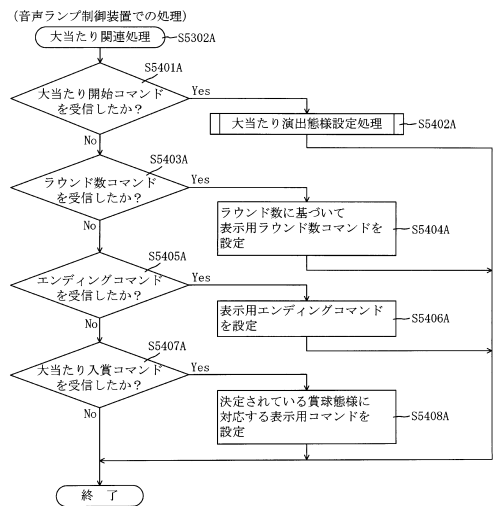 (音声ランプ制御装置での処理)
大当たり関連処理
S5302A
S5401A
大当たり開始コマンド
を受信したか?
Yes
No
大当たり演出態様設定処理
S5402A
S5403A
ラウンド数コマンド
を受信したか?
Yes
No
ラウンド数に基づいて
表示用ラウンド数コマンドを
設定
S5404A
S5405A
エンディングコマンド
を受信したか?
Yes
No
表示用エンディングコマンド
を設定
S5406A
S5407A
大当たり入賞コマンド
を受信したか?
Yes
No
決定されている賞球態様に
対応する表示用コマンドを
設定
S5408A
終 了